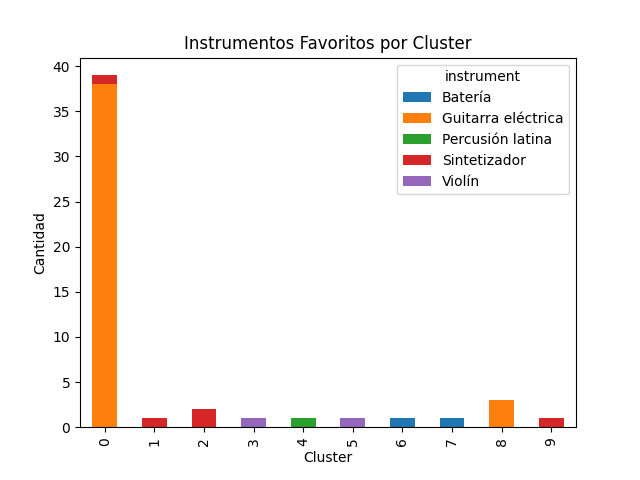 Instrumentos Favoritos por Cluster
instrument
Batería
Guitarra eléctrica
Percusión latina
Sintetizador
Violín
Cantidad
40
35
30
25
20
15
10
5
0
0 1 2 3 4 5 6 7 8 9
Cluster